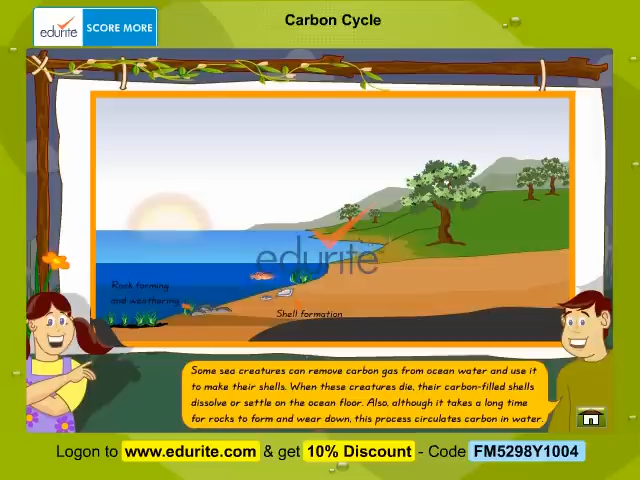 Carbon Cycle
edurite
SCORE MORE
edurite
Rock forming
and weathering
Shell formation
Some sea creatures can remove carbon gas from ocean water and use it
to make their shells. When these creatures die, their carbon-filled shells
dissolve or settle on the ocean floor. Also, although it takes a long time
for rocks to form and wear down, this process circulates carbon in water.
Logon to www.edurite.com & get 10% Discount - Code FM5298Y1004